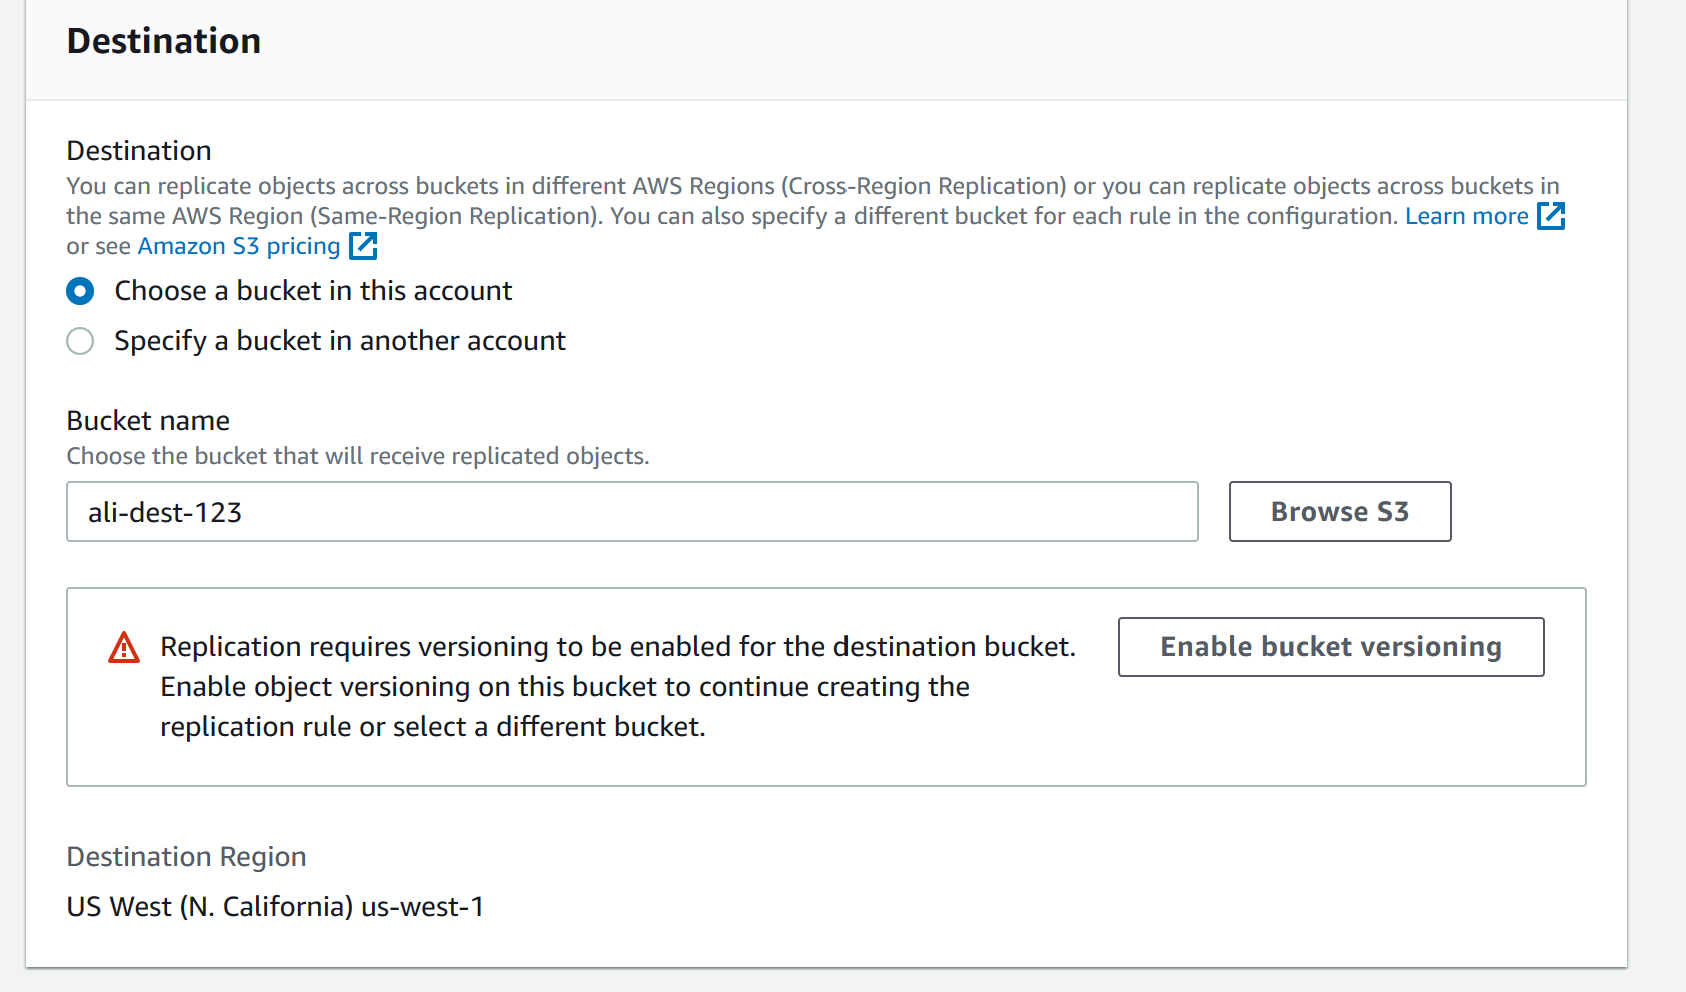 Destination
Destination
You can replicate objects across buckets in different AWS Regions (Cross-Region Replication) or you can replicate objects across buckets in
the same AWS Region (Same-Region Replication). You can also specify a different bucket for each rule in the configuration. Learn more
or see Amazon S3 pricing
Choose a bucket in this account
Specify a bucket in another account
Bucket name
Choose the bucket that will receive replicated objects.
ali-dest-123
Browse S3
Replication requires versioning to be enabled for the destination bucket.
Enable object versioning on this bucket to continue creating the
replication rule or select a different bucket.
Enable bucket versioning
Destination Region
US West (N. California) us-west-1